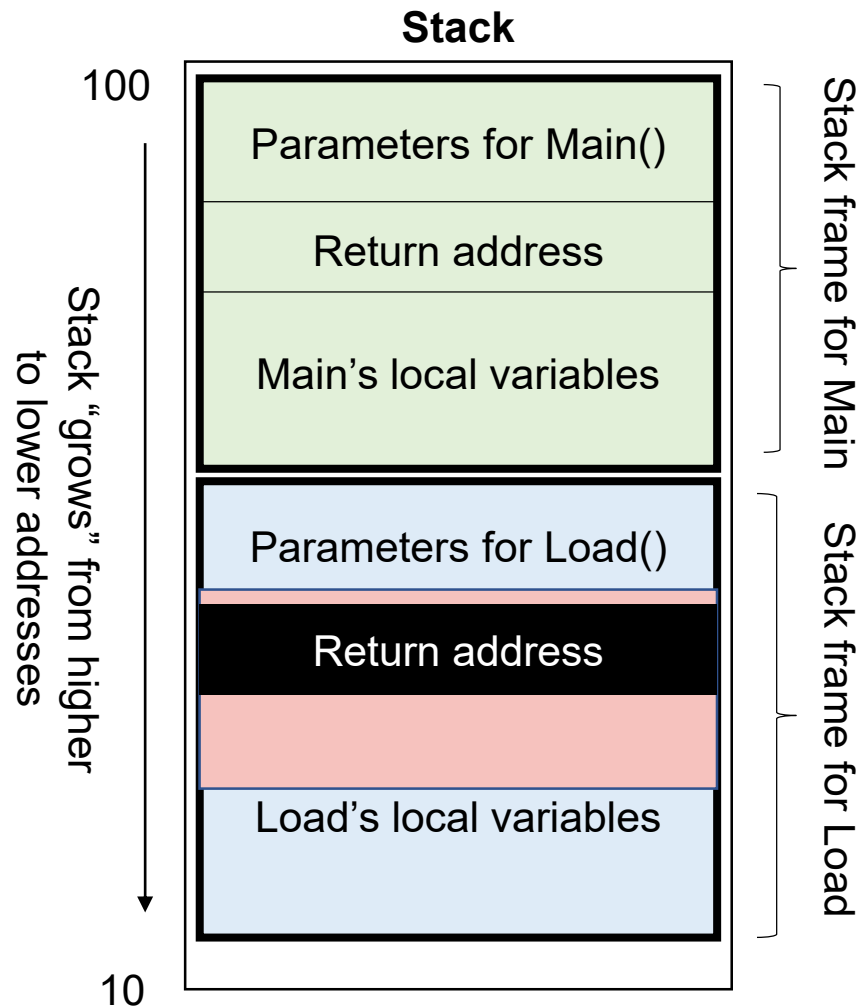 Stack
100
Parameters for Main()
Return address
Main’s local variables
Stack frame for Main
Stack “grows” from higher
to lower addresses
Parameters for Load()
Return address
Load’s local variables
Stack frame for Load
10